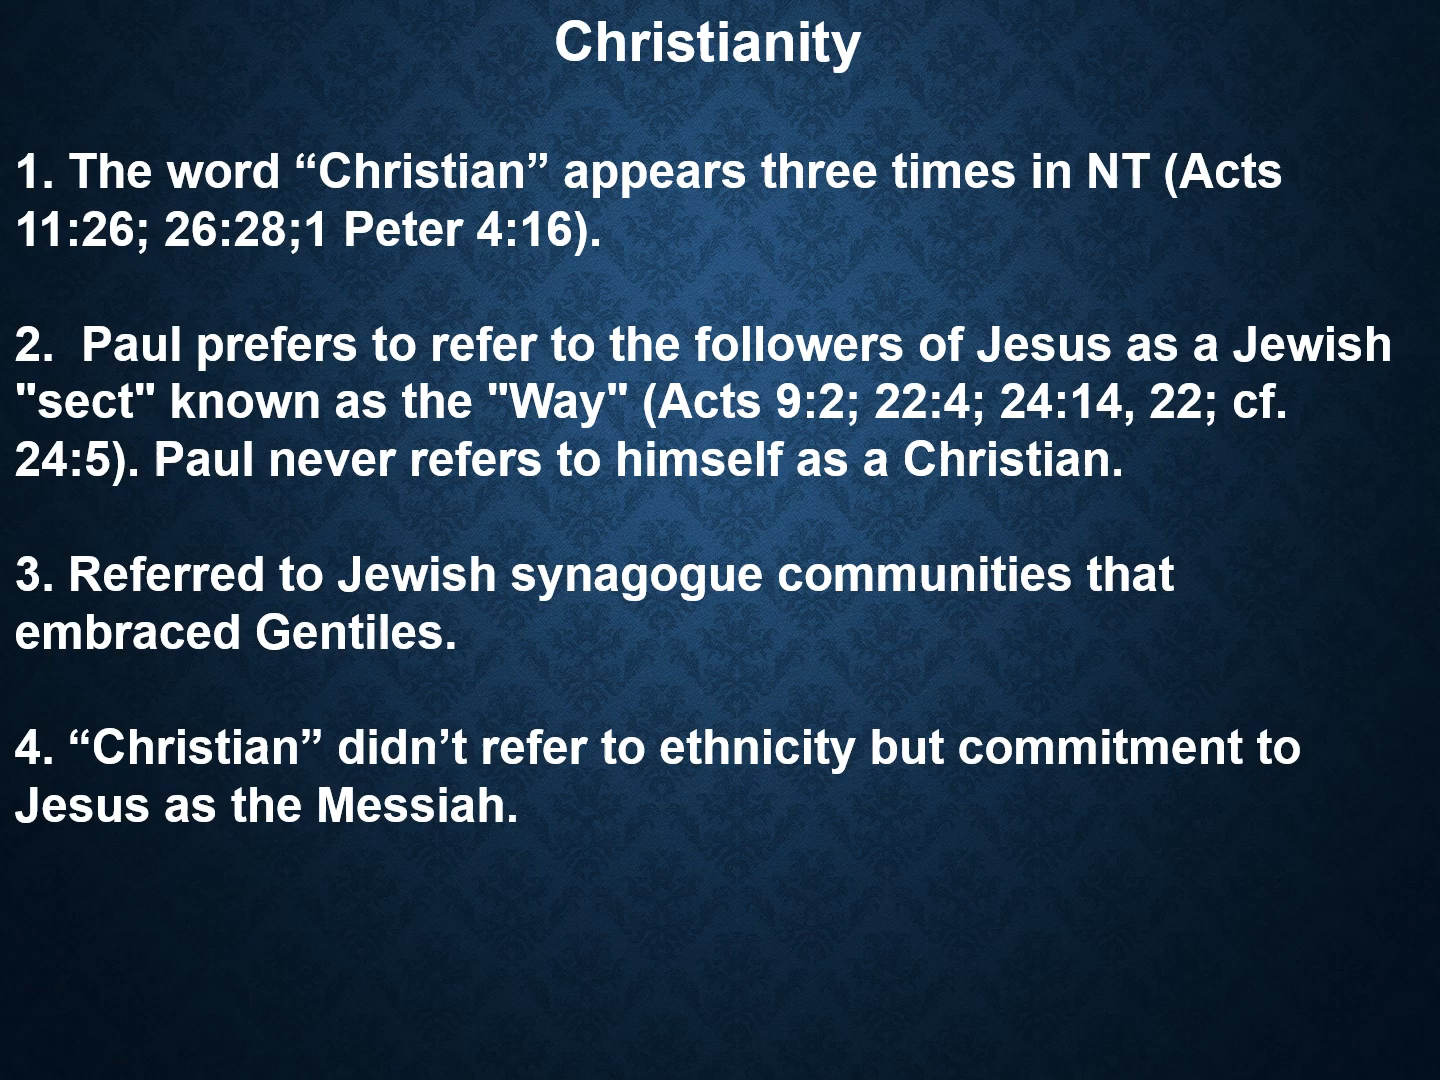 Christianity
1. The word “Christian” appears three times in NT (Acts
11:26; 26:28;1 Peter 4:16).
2.  Paul prefers to refer to the followers of Jesus as a Jewish
"sect" known as the "Way" (Acts 9:2; 22:4; 24:14, 22; cf.
24:5). Paul never refers to himself as a Christian.
3. Referred to Jewish synagogue communities that
embraced Gentiles.
4. “Christian” didn’t refer to ethnicity but commitment to
Jesus as the Messiah.